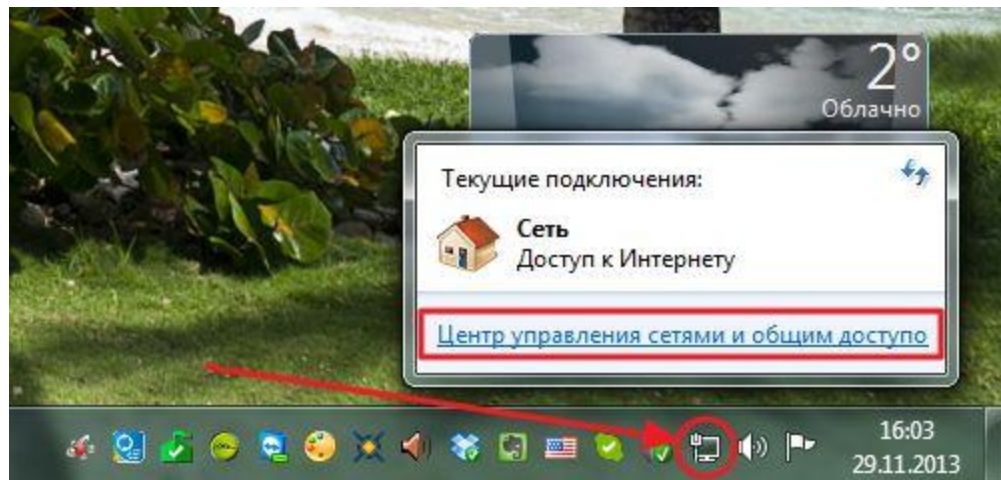 2°
Облачно
Текущие подключения:
Сеть
Доступ к Интернету
Центр управления сетями и общим доступо
16:03
29.11.2013